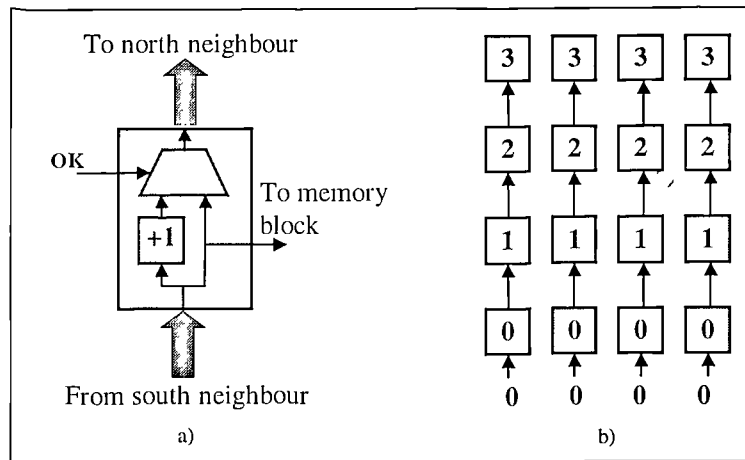 To north neighbour
OK
To memory
block
+1
From south neighbour
a)
3 3 3 3
2 2 2 2
1 1 1 1
0 0 0 0
0 0 0 0
b)